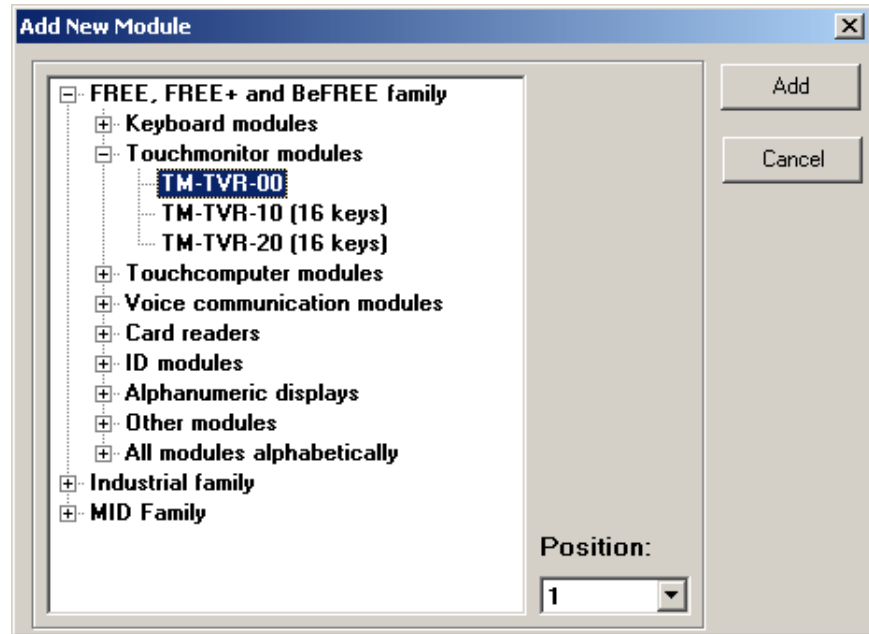 Add New Module
FREE, FREE+ and BeFREE family
Add
Keyboard modules
Touchmonitor modules
Cancel
TM-TVR-00
TM-TVR-10 (16 keys)
TM-TVR-20 (16 keys)
Touchcomputer modules
Voice communication modules
Card readers
ID modules
Alphanumeric displays
Other modules
All modules alphabetically
Industrial family
MID Family
Position:
1